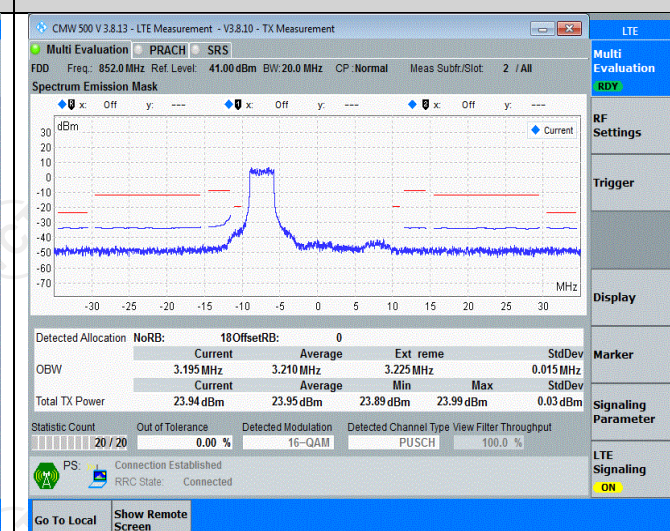 CMW 500 V 3.8.13 - LTE Measurement - V3.8.10 - TX Measurement
LTE
Multi Evaluation PRACH SRS
Multi
Evaluation
RDY
FDD Freq.: 852.0 MHz Ref. Level: 41.00 dBm BW: 20.0 MHz CP : Normal Meas Subfr./Slot: 2 / All
Spectrum Emission Mask
x: Off y: --- x: Off y: --- x: Off y: ---
dBm
Current
30
20
10
0
-10
-20
-30
-40
-50
-60
-70
MHz
-30 -25 -20 -15 -10 -5 0 5 10 15 20 25 30
RF
Settings
Trigger
Display
Marker
Signaling
Parameter
LTE
Signaling
ON
Detected Allocation NoRB: 18OffsetRB: 0
Current Average Ext reme StdDev
OBW 3.195 MHz 3.210 MHz 3.225 MHz 0.015 MHz
Current Average Min Max StdDev
Total TX Power 23.94 dBm 23.95 dBm 23.89 dBm 23.99 dBm 0.03 dBm
Statistic Count Out of Tolerance Detected Modulation Detected Channel Type View Filter Throughput
20 / 20 0.00 % 16-QAM PUSCH 100.0 %
PS: Connection Established
RRC State: Connected
Go To Local
Show Remote
Screen